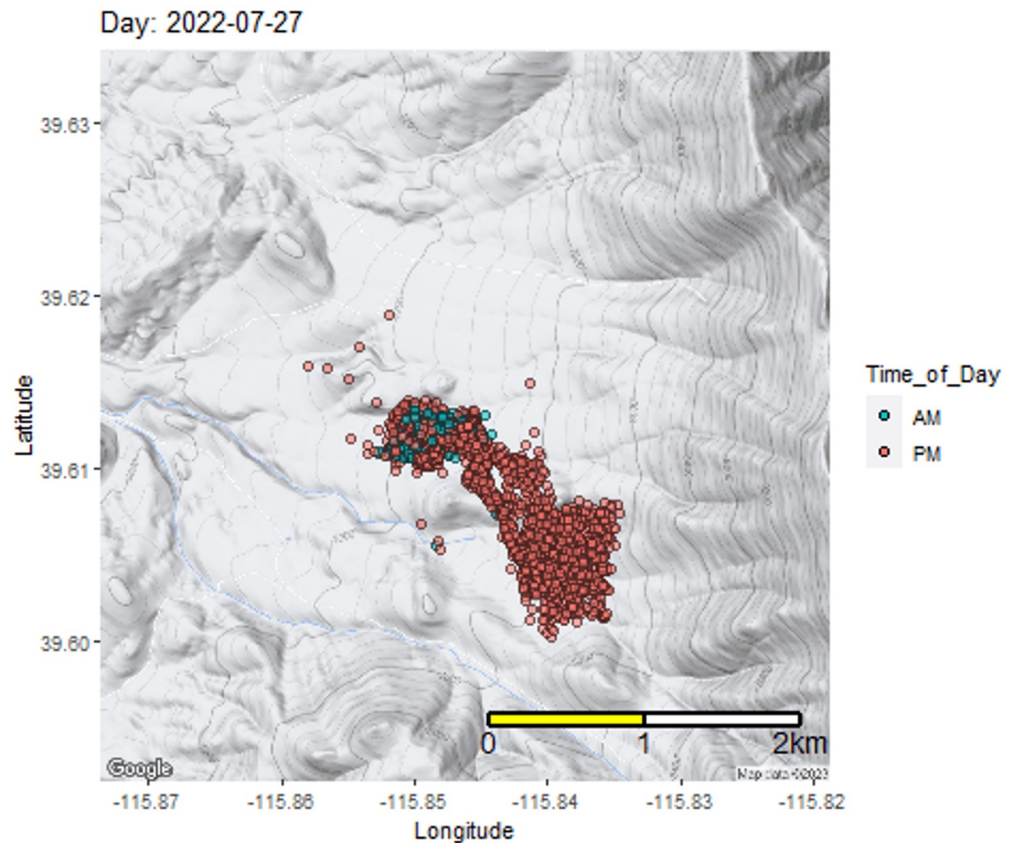 Day: 2022-07-27
39.63
39.62
39.61
39.60
Latitude
-115.87
-115.86
-115.85
-115.84
-115.83
-115.82
Longitude
0 1 2km
Google
Map data ©2023
Time_of_Day
AM
PM